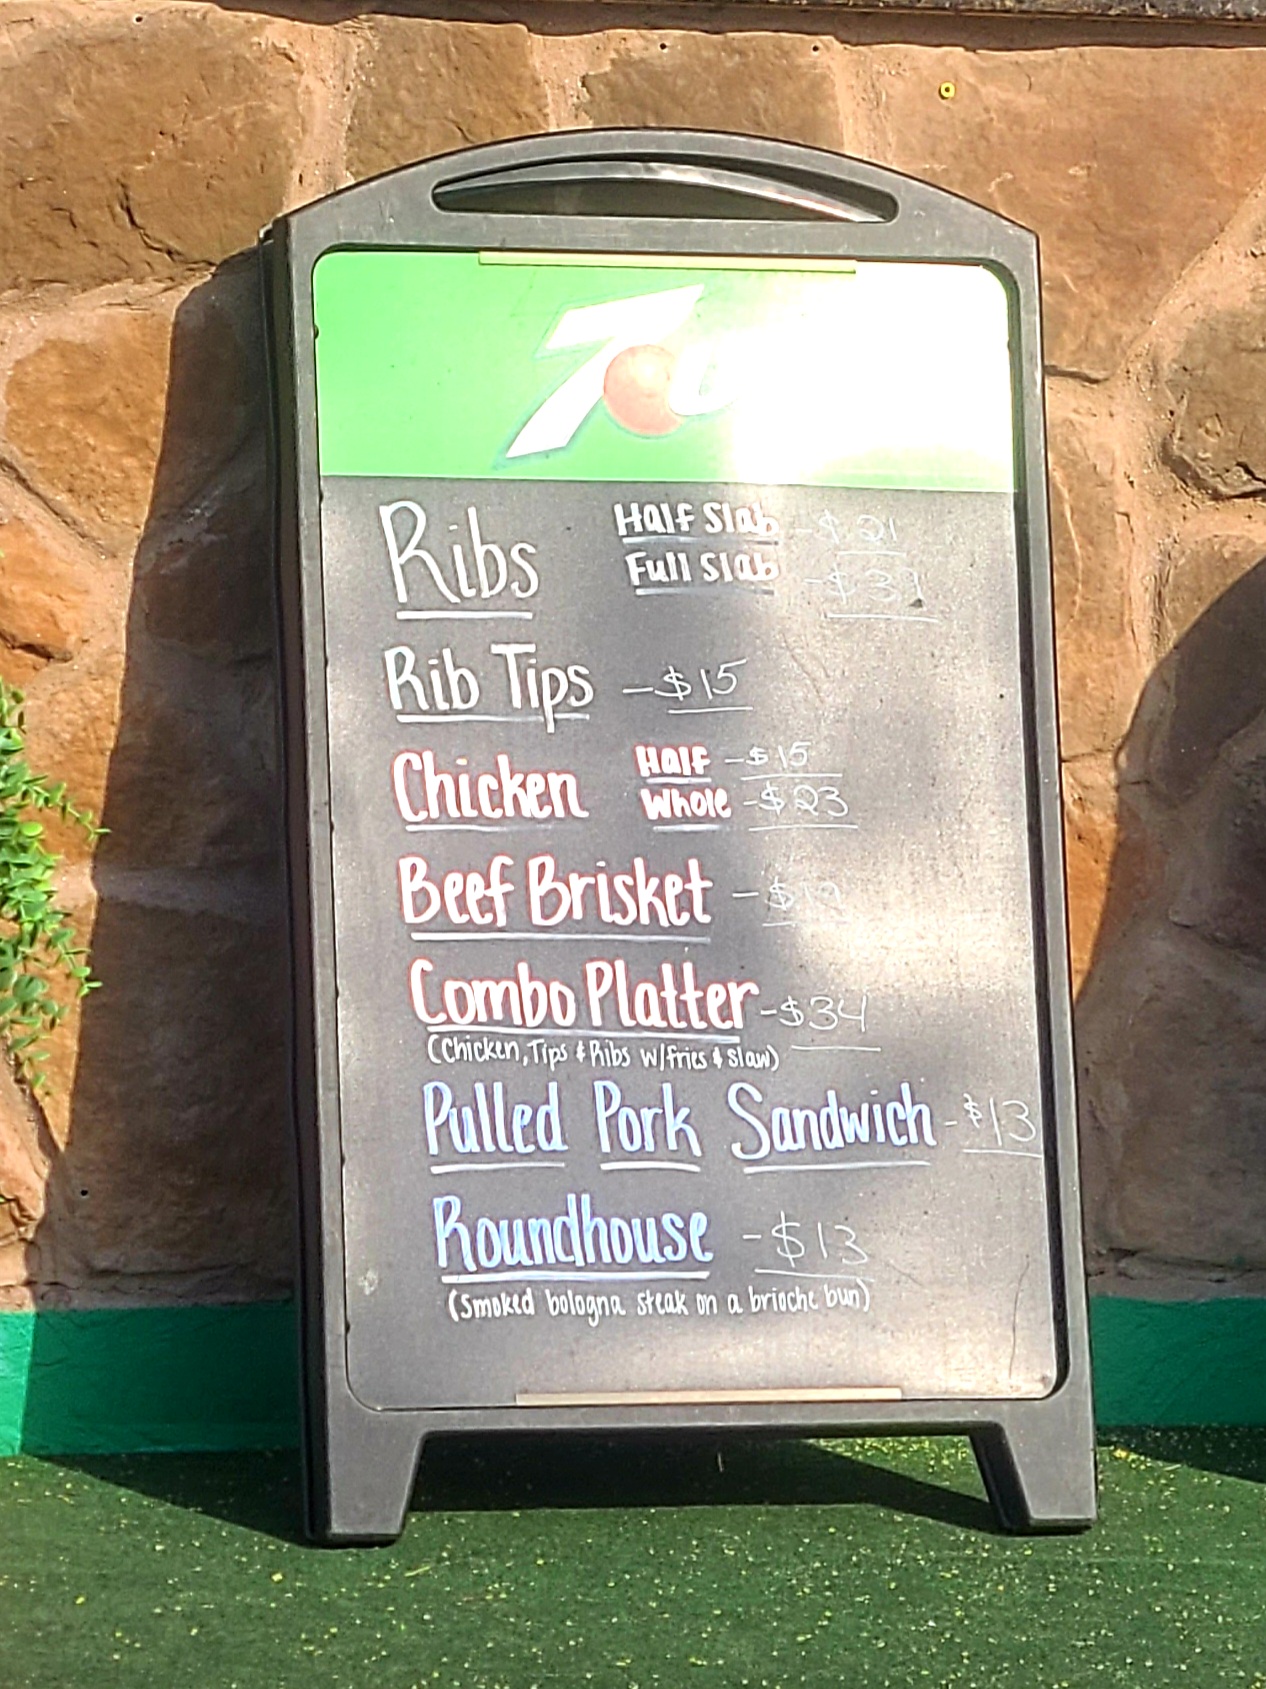 7
Ribs Half Slab - $21
Full Slab
Rib Tips - $15
Chicken Half - $15
Whole - $23
Beef Brisket
Combo Platter - $34
(Chicken, Tips & Ribs w/fries & slaw)
Pulled Pork Sandwich - $13
Roundhouse - $13
(Smoked bologna steak on a brioche bun)